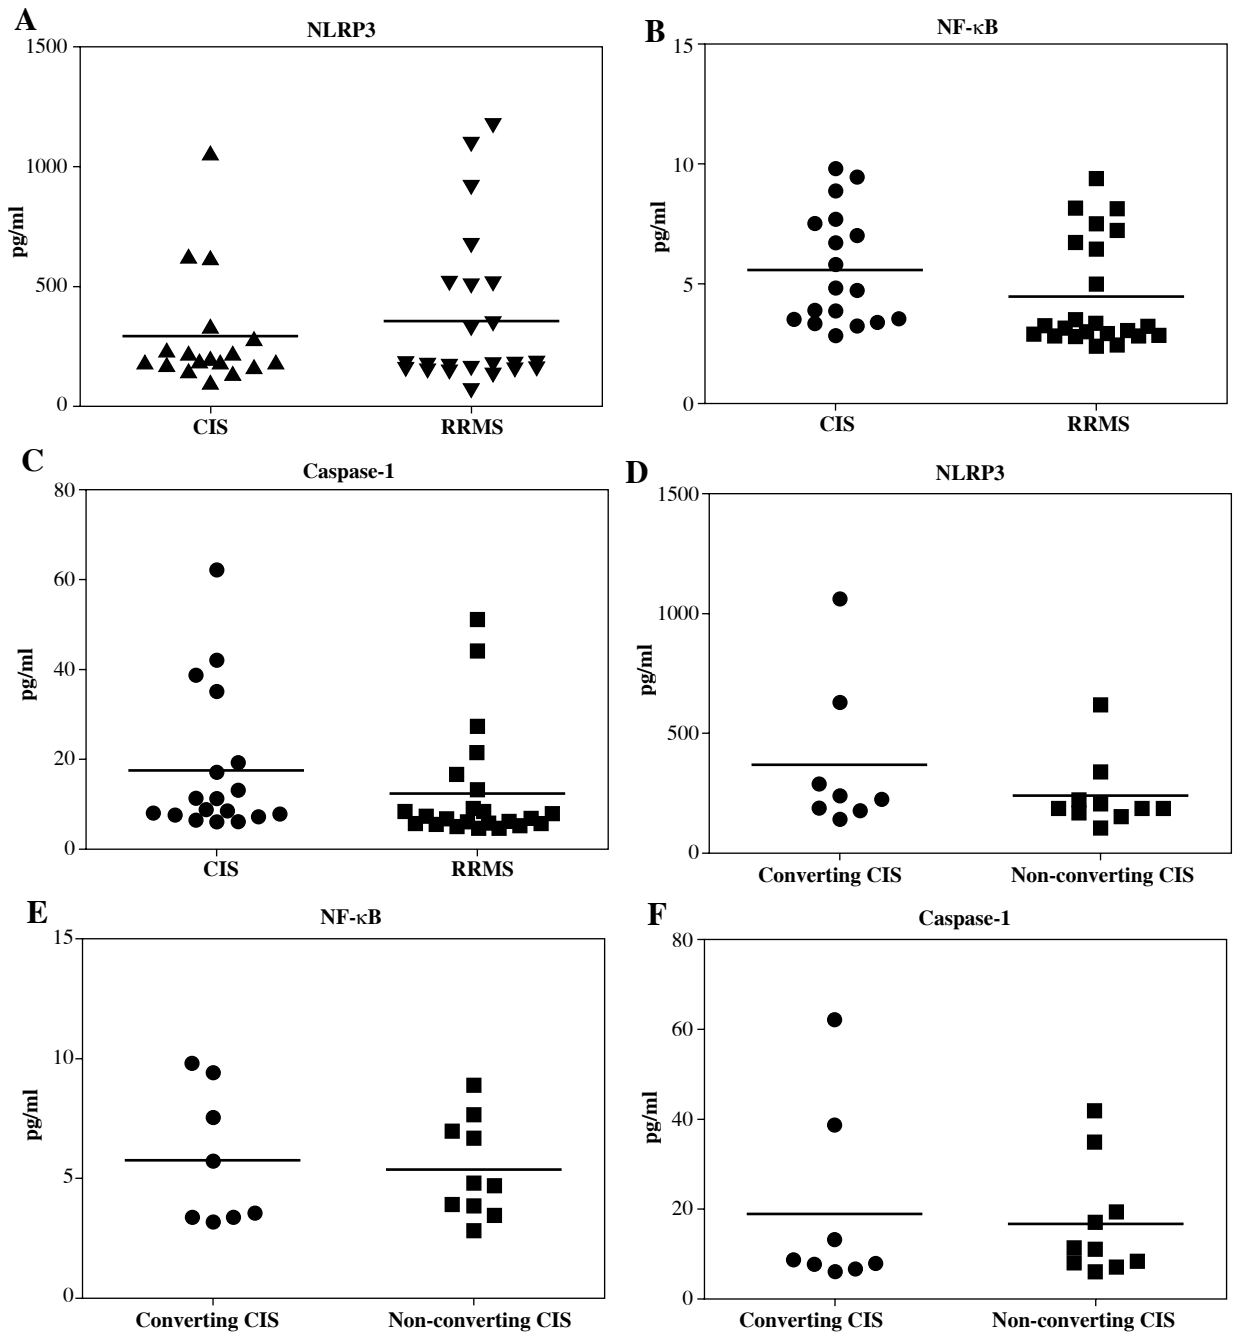 A
NLRP3
1500
1000
500
0
pg/ml
CIS
RRMS
B
NF-κB
15
10
5
0
pg/ml
CIS
RRMS
C
Caspase-1
80
60
40
20
0
pg/ml
CIS
RRMS
D
NLRP3
1500
1000
500
0
pg/ml
Converting CIS
Non-converting CIS
E
NF-κB
15
10
5
0
pg/ml
Converting CIS
Non-converting CIS
F
Caspase-1
80
60
40
20
0
pg/ml
Converting CIS
Non-converting CIS